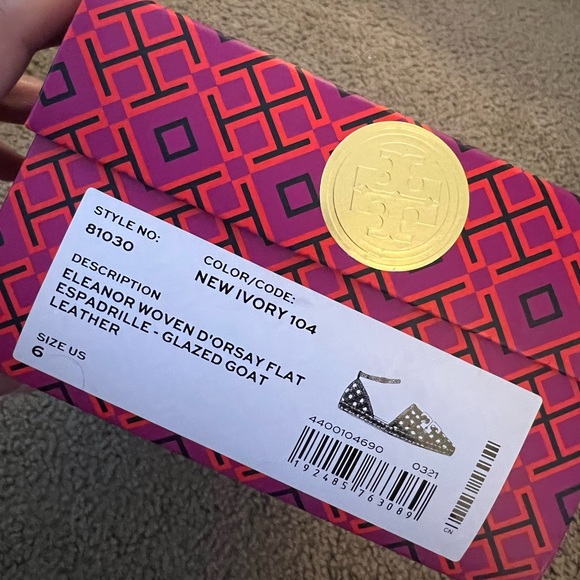 STYLE NO:
81030
COLOR/CODE:
NEW IVORY 104
DESCRIPTION
ELEANOR WOVEN D'ORSAY FLAT
ESPADRILLE - GLAZED GOAT
LEATHER
SIZE US
6
4400104690
0321
192485763089
CN